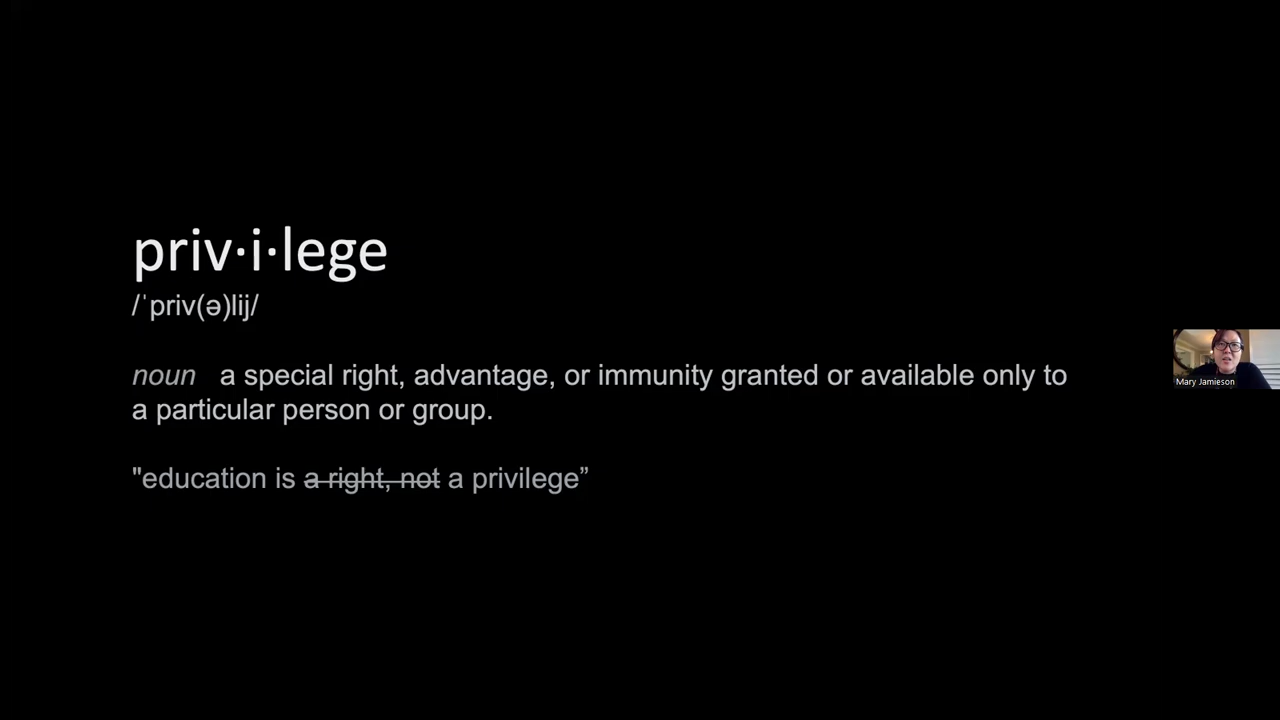 priv·i·lege
/ˈpriv(ə)lij/
noun a special right, advantage, or immunity granted or available only to
a particular person or group.
"education is a right, not a privilege”
Mary Jamieson